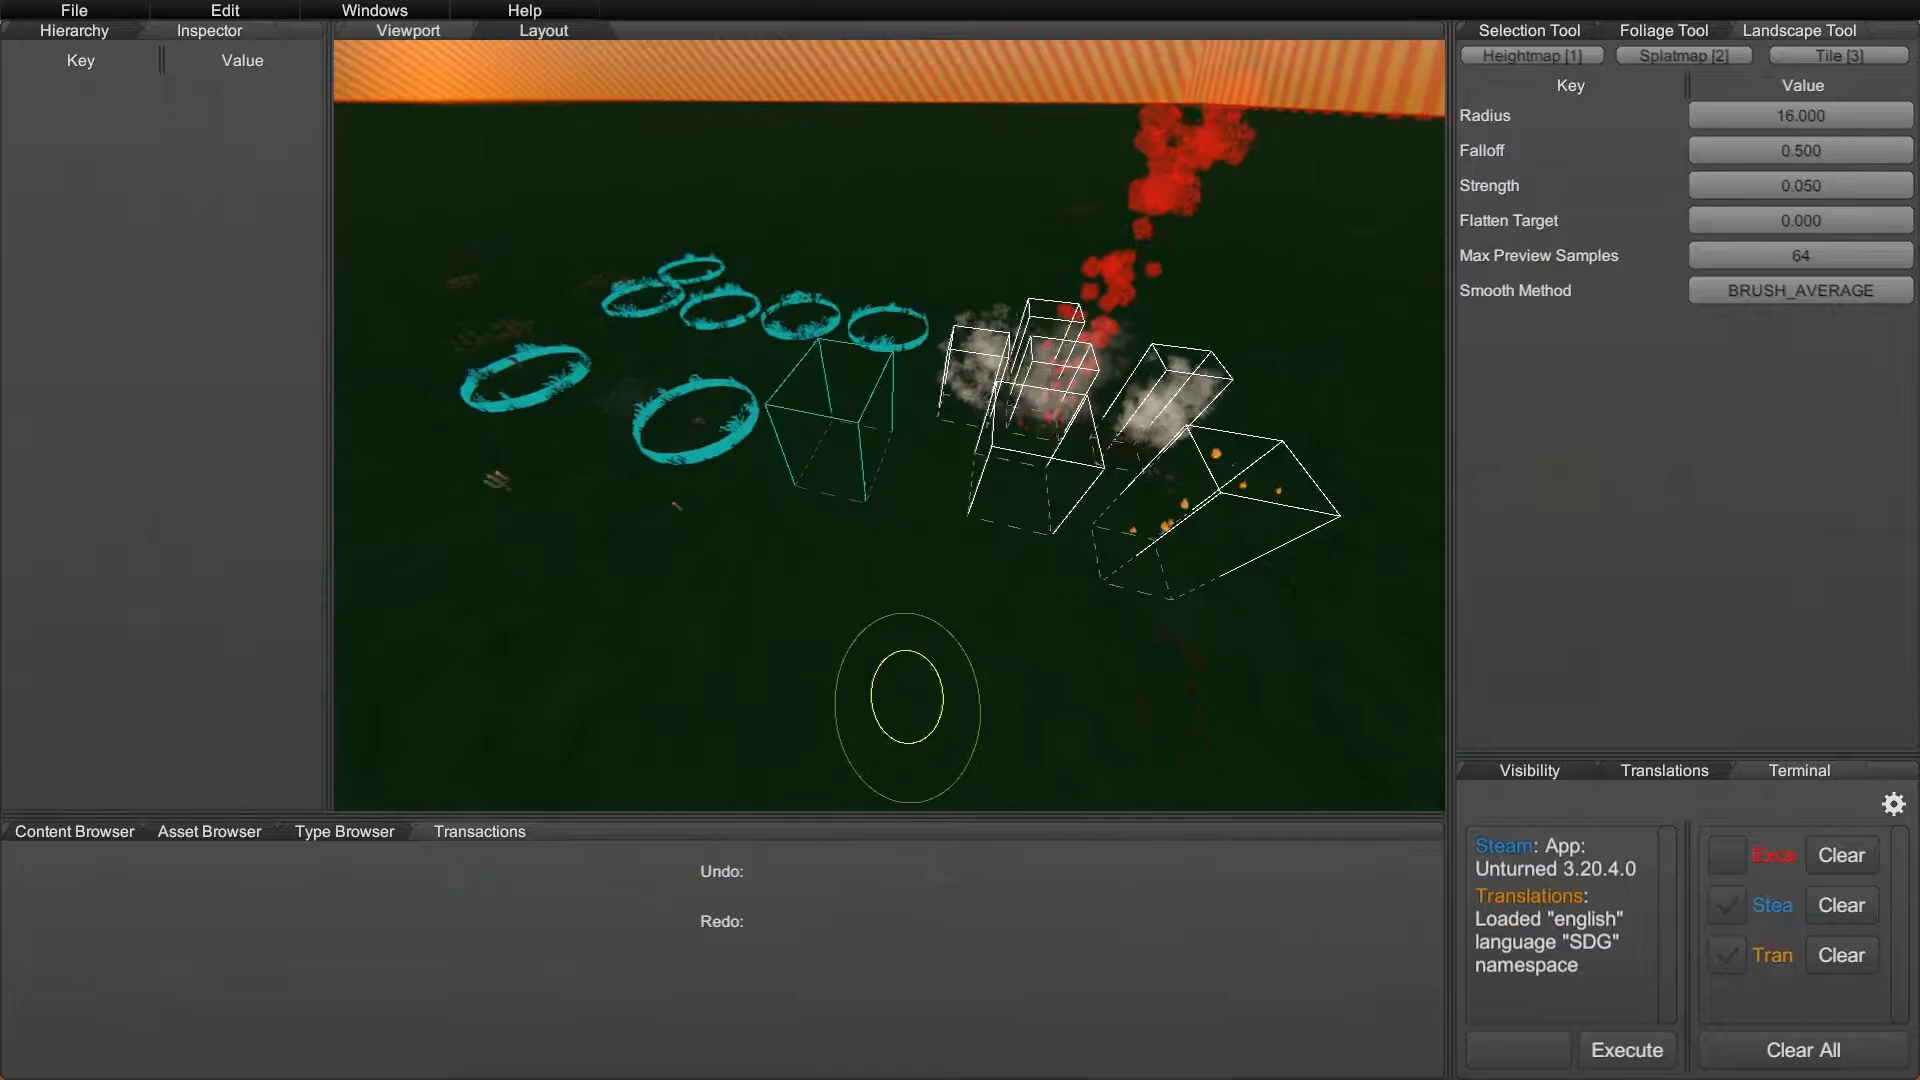 File Edit Windows Help
Hierarchy Inspector
Key Value
Viewport Layout
Selection Tool Foliage Tool Landscape Tool
Heightmap [1] Splatmap [2] Tile [3]
Key Value
Radius 16.000
Falloff 0.500
Strength 0.050
Flatten Target 0.000
Max Preview Samples 64
Smooth Method BRUSH_AVERAGE
Content Browser Asset Browser Type Browser Transactions
Undo:
Redo:
Visibility Translations Terminal
Steam: App:
Unturned 3.20.4.0
Translations:
Loaded "english"
language "SDG"
namespace
Execute
Exce Clear
Stea Clear
Tran Clear
Clear All